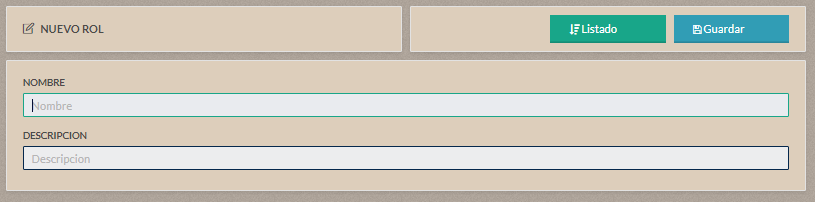 NUEVO ROL
Listado
Guardar
NOMBRE
Nombre
DESCRIPCION
Descripcion